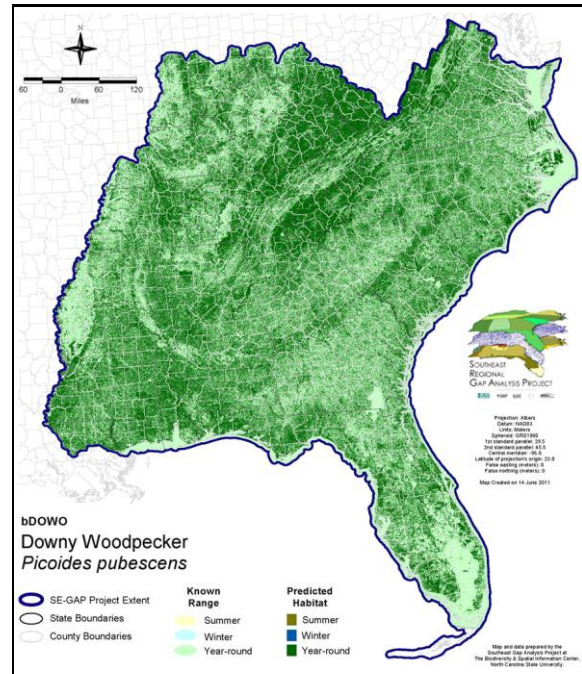 N
60 30 0 60 120
Miles
SOUTHEAST
REGIONAL
GAP ANALYSIS PROJECT
Projection: Albers
Datum: NAD83
Units: Meters
Spheroid: GRS1980
1st standard parallel: 29.5
2nd standard parallel: 45.5
Central meridian: -96.0
Latitude of projection's origin: 23.0
False easting (meters): 0
False northing (meters): 0
Map Created on 14 June 2011
bDOWO
Downy Woodpecker
Picoides pubescens
SE-GAP Project Extent
State Boundaries
County Boundaries
Known
Range
Summer
Winter
Year-round
Predicted
Habitat
Summer
Winter
Year-round
Map and data prepared by the
Southeast Gap Analysis Project at
The Biodiversity & Spatial Information Center,
North Carolina State University.